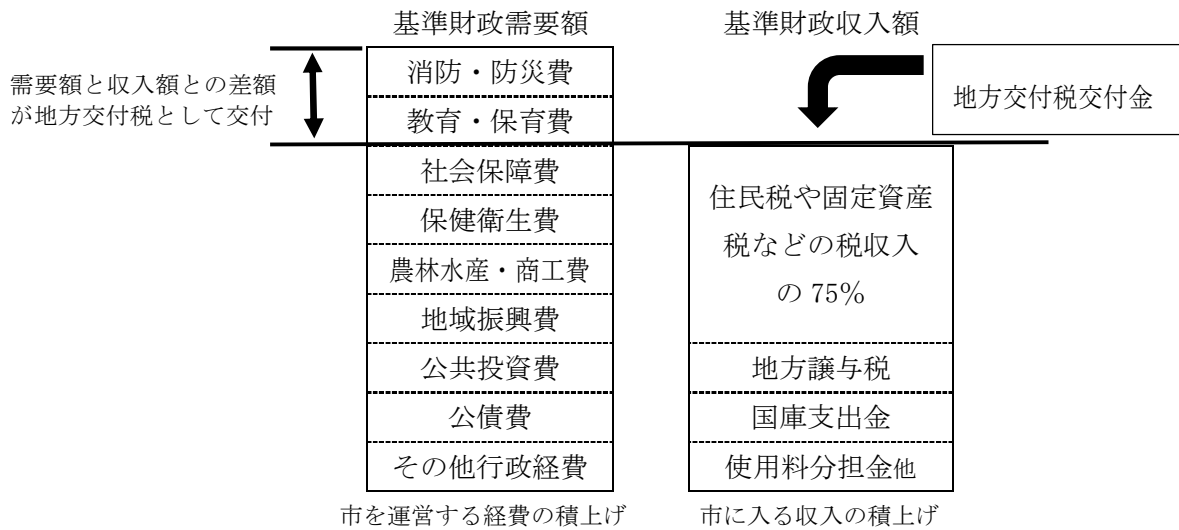 基準財政需要額
基準財政収入額
需要額と収入額との差額
が地方交付税として交付
消防・防災費
教育・保育費
社会保障費
保健衛生費
農林水産・商工費
地域振興費
公共投資費
公債費
その他行政経費
市を運営する経費の積上げ
地方交付税交付金
住民税や固定資産
税などの税収入
の 75%
地方譲与税
国庫支出金
使用料分担金他
市に入る収入の積上げ